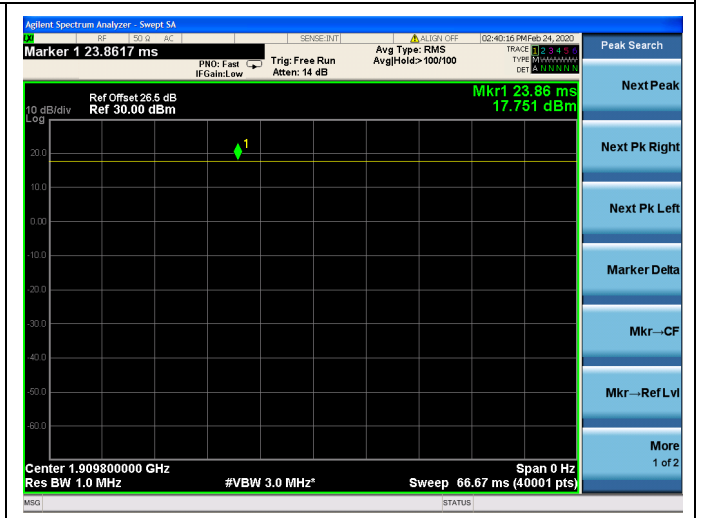 Agilent Spectrum Analyzer - Swept SA
RF 50 Ω AC SENSE:INT ALIGN OFF 02:40:16 PM Feb 24, 2020
Marker 1 23.8617 ms
PNO: Fast
IFGain:Low
Trig: Free Run
Atten: 14 dB
Avg Type: RMS
Avg|Hold:>100/100
TRACE 1 2 3 4 5 6
TYPE M
DET A N N N N N
Peak Search
Next Peak
Next Pk Right
Next Pk Left
Marker Delta
Mkr→CF
Mkr→Ref Lvl
More
1 of 2
Mkr1 23.86 ms
17.751 dBm
Ref Offset 26.5 dB
10 dB/div Ref 30.00 dBm
Log
1
20.0
10.0
0.00
-10.0
-20.0
-30.0
-40.0
-50.0
-60.0
Center 1.909800000 GHz Span 0 Hz
Res BW 1.0 MHz #VBW 3.0 MHz* Sweep 66.67 ms (40001 pts)
MSG STATUS